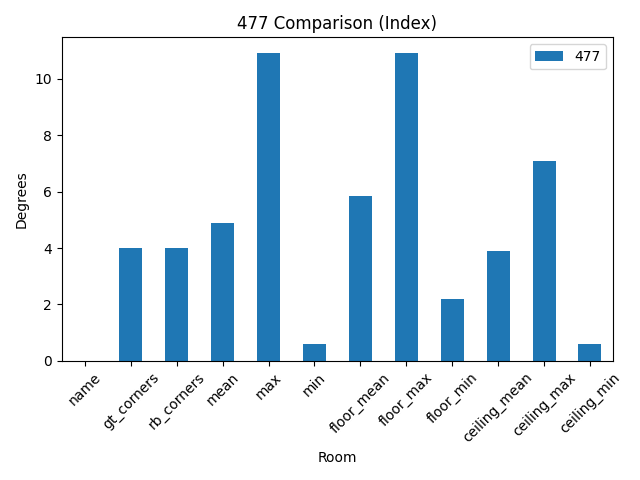 477 Comparison (Index)
477
Degrees
10
8
6
4
2
0
name
gt_corners
rb_corners
mean
max
min
floor_mean
floor_max
floor_min
ceiling_mean
ceiling_max
ceiling_min
Room